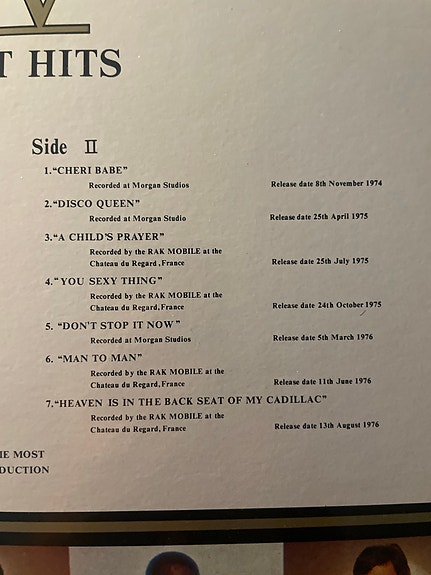 HITS
Side II
1. "CHERI BABE"
Recorded at Morgan Studios Release date 8th November 1974
2. "DISCO QUEEN"
Recorded at Morgan Studio Release date 25th April 1975
3. "A CHILD'S PRAYER"
Recorded by the RAK MOBILE at the
Chateau du Regard, France Release date 25th July 1975
4. "YOU SEXY THING"
Recorded by the RAK MOBILE at the
Chateau du Regard, France Release date 24th October 1975
5. "DON'T STOP IT NOW"
Recorded at Morgan Studios Release date 5th March 1976
6. "MAN TO MAN"
Recorded by the RAK MOBILE at the
Chateau du Regard, France Release date 11th June 1976
7. "HEAVEN IS IN THE BACK SEAT OF MY CADILLAC"
Recorded by the RAK MOBILE at the
Chateau du Regard, France Release date 13th August 1976
MOST